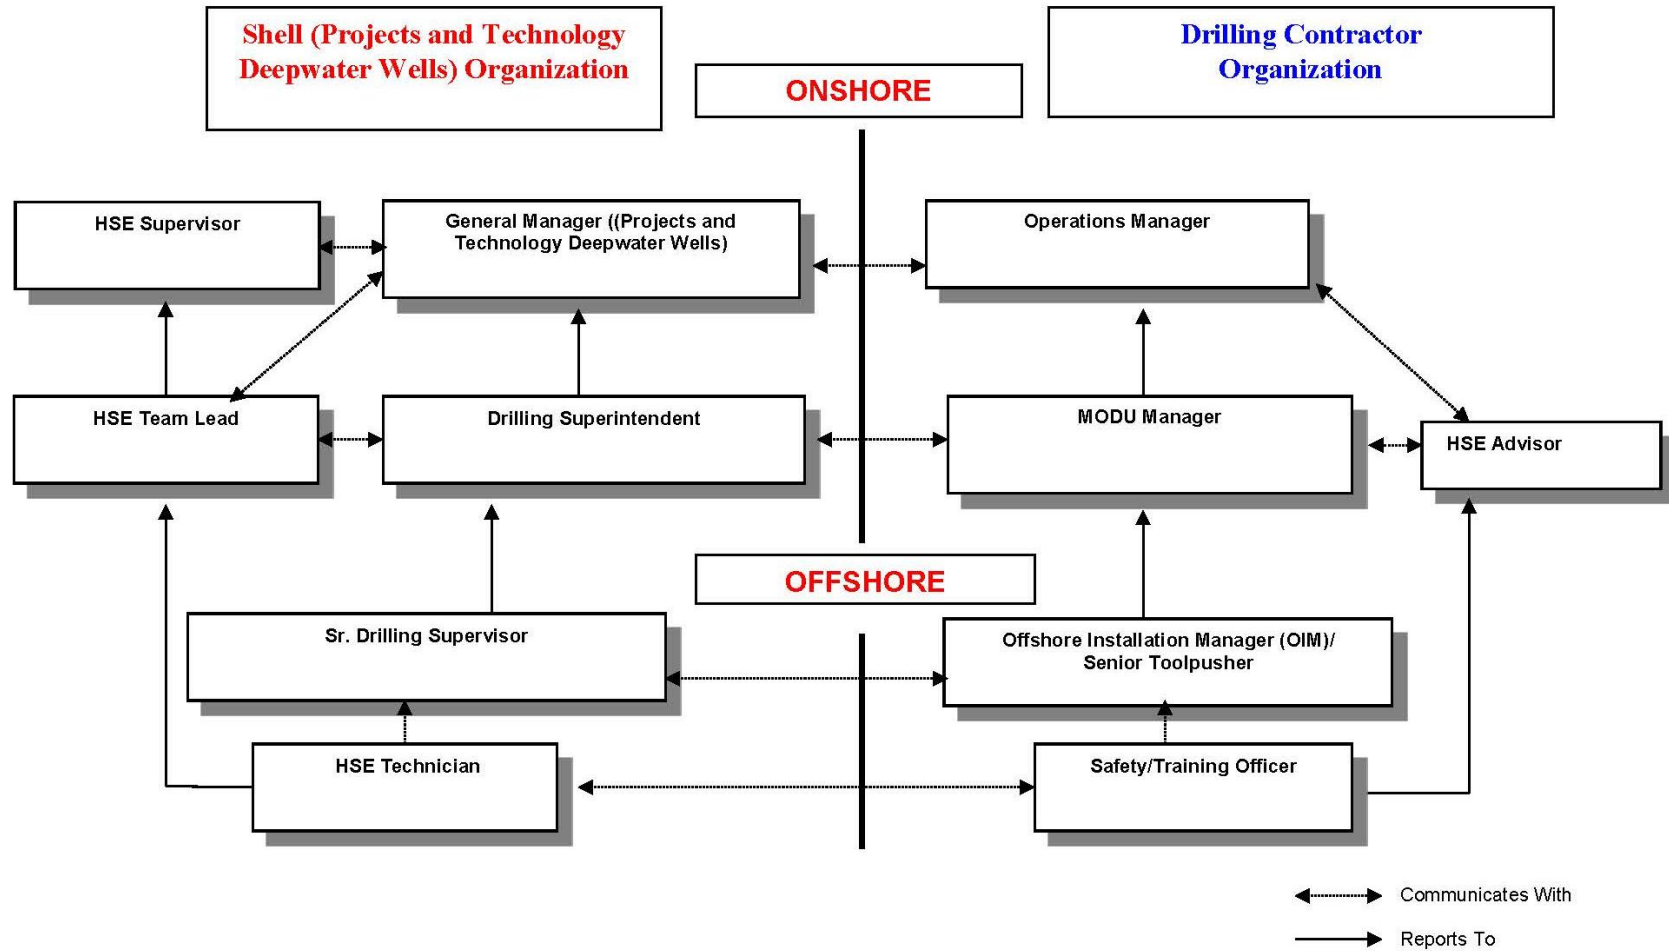 Shell (Projects and Technology
Deepwater Wells) Organization
Drilling Contractor
Organization
ONSHORE
HSE Supervisor
General Manager ((Projects and
Technology Deepwater Wells)
Operations Manager
HSE Team Lead
Drilling Superintendent
MODU Manager
HSE Advisor
OFFSHORE
Sr. Drilling Supervisor
Offshore Installation Manager (OIM)/
Senior Toolpusher
HSE Technician
Safety/Training Officer
Communicates With
Reports To